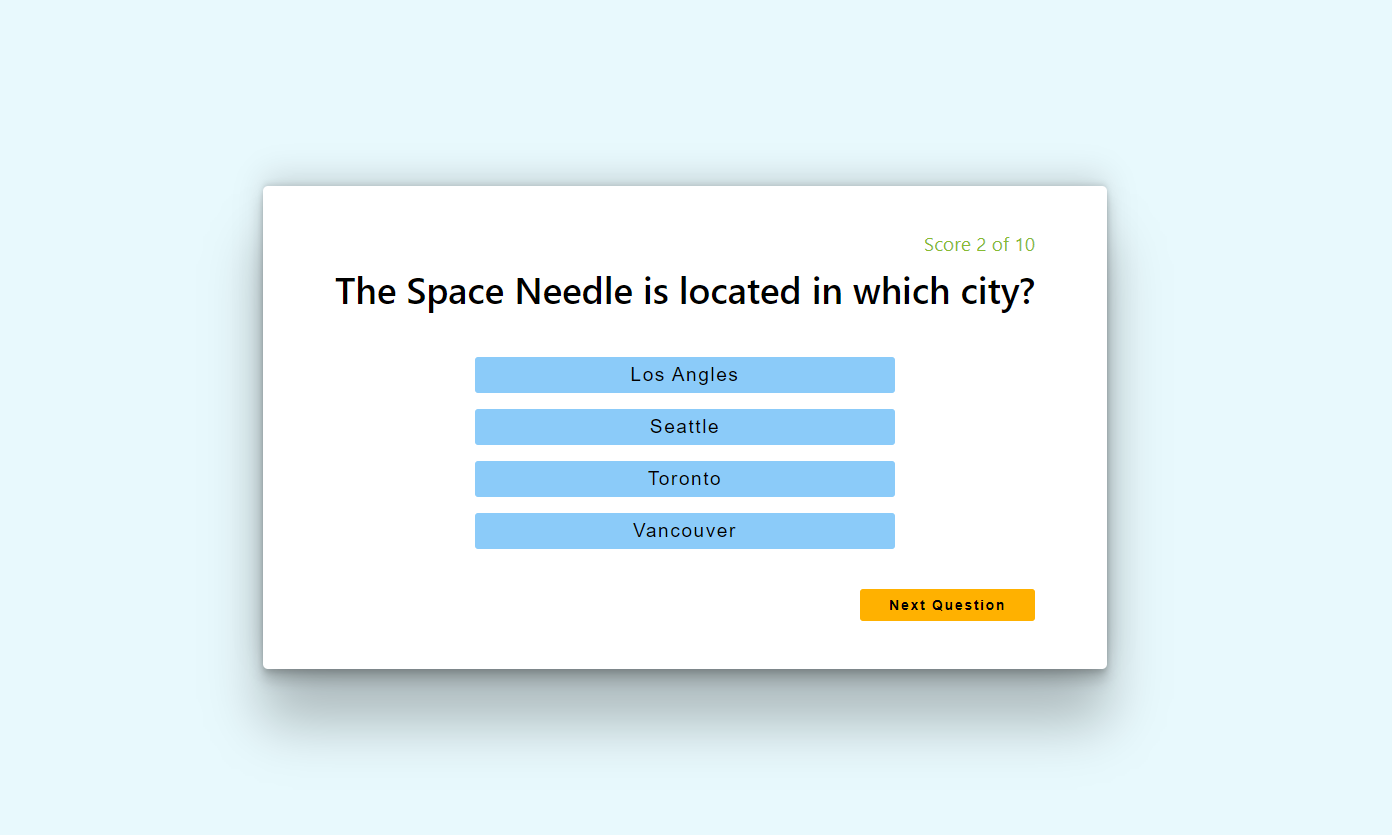 Score 2 of 10
The Space Needle is located in which city?
Los Angles
Seattle
Toronto
Vancouver
Next Question